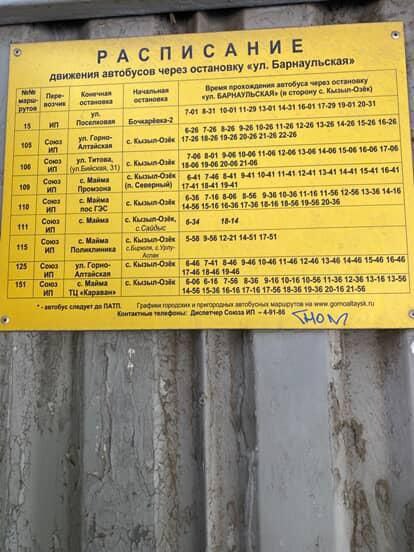 РАСПИСАНИЕ
движения автобусов через остановку «ул. Барнаульская»
№№ маршрутов Перевозчик Конечная остановка Начальная остановка Время прохождения автобуса через остановку «ул. БАРНАУЛЬСКАЯ» (в сторону с. Кызыл-Озёк)
15 ИП ул. Поселковая Бочкарёвка-2 7-01 8-31 10-01 11-29 13-01 14-31 16-01 17-29 19-01 20-31
105 Союз ИП ул. Горно-Алтайская с. Кызыл-Озёк 6-26 7-26 8-26 9-26 10-26 11-26 12-26 13-26 14-26 15-26 16-26
17-26 18-26 19-26 20-26 21-26 22-26
106 Союз ИП ул. Титова, (ул.Бийская, 31) с. Кызыл-Озёк 7-06 8-01 9-06 10-06 11-06 12-06 13-06 14-06 15-06 16-06 17-06
18-06 19-06 20-06 21-06
109 Союз ИП с. Майма Промзона с. Кызыл-Озёк (п. Северный) 6-41 7-46 8-41 9-41 10-41 11-41 12-41 13-41 14-41 15-41 16-41
17-41 18-41 19-41
110 Союз ИП с. Майма пос ГЭС с. Кызыл-Озёк 6-36 7-16 8-06 8-56 9-36 10-36 11-16 11-56 12-56 13-36 14-16
14-56 15-16 16-36 17-16 18-16 18-56 19-56 20-36
111 Союз ИП с. Майма с. Кызыл-Озёк, с.Сайдыс 6-34 18-14
115 Союз ИП с. Майма Поликлиника с. Кызыл-Озёк с.Бирюля, с.Урлу-Аспак 5-58 9-56 12-21 14-51 17-51
125 Союз ИП ул. Горно-Алтайская с. Кызыл-Озёк 6-46 7-41 8-46 9-46 10-46 11-46 12-46 13-46 14-46 15-46 16-46
17-46 18-46 19-46
151 Союз ИП с. Майма ТЦ «Караван» с. Кызыл-Озёк 6-06 6-16 7-56 8-36 9-16 10-16 10-56 11-36 12-36 13-16 13-56
14-56 15-36 16-16 17-36 18-36 19-36 20-16 21-56
* - автобус следует до ПАТП. Графики городских и пригородных автобусных маршрутов на www.gornoaltaysk.ru
Контактные телефоны: Диспетчер Союза ИП - 4-91-86
ГНОМ